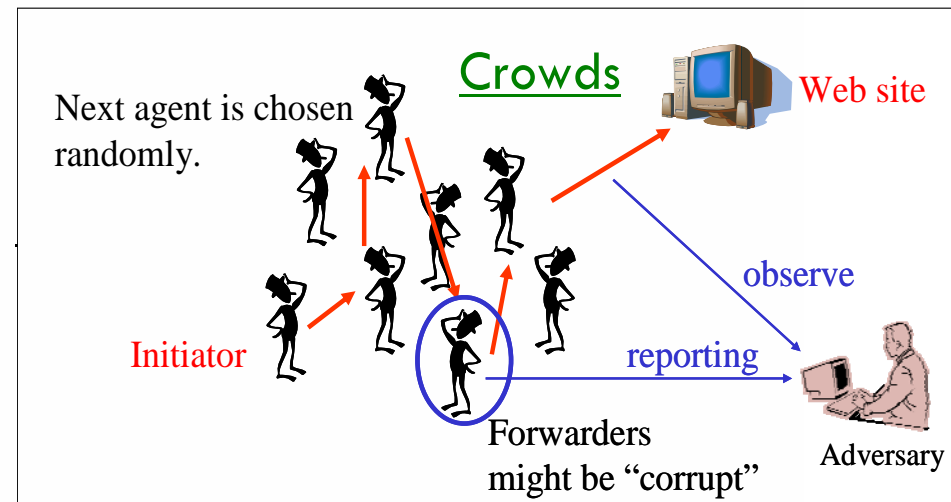 Crowds
Web site
Next agent is chosen
randomly.
observe
Initiator
reporting
Forwarders
might be “corrupt”
Adversary